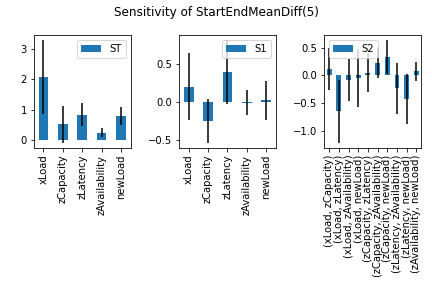 Sensitivity of StartEndMeanDiff(5)
ST
3
2
1
0
xLoad
zCapacity
zLatency
zAvailability
newLoad
S1
0.5
0.0
−0.5
xLoad
zCapacity
zLatency
zAvailability
newLoad
S2
0.5
0.0
−0.5
−1.0
(xLoad, zCapacity)
(xLoad, zLatency)
(xLoad, zAvailability)
(xLoad, newLoad)
(zCapacity, zLatency)
(zCapacity, zAvailability)
(zCapacity, newLoad)
(zLatency, zAvailability)
(zLatency, newLoad)
(zAvailability, newLoad)